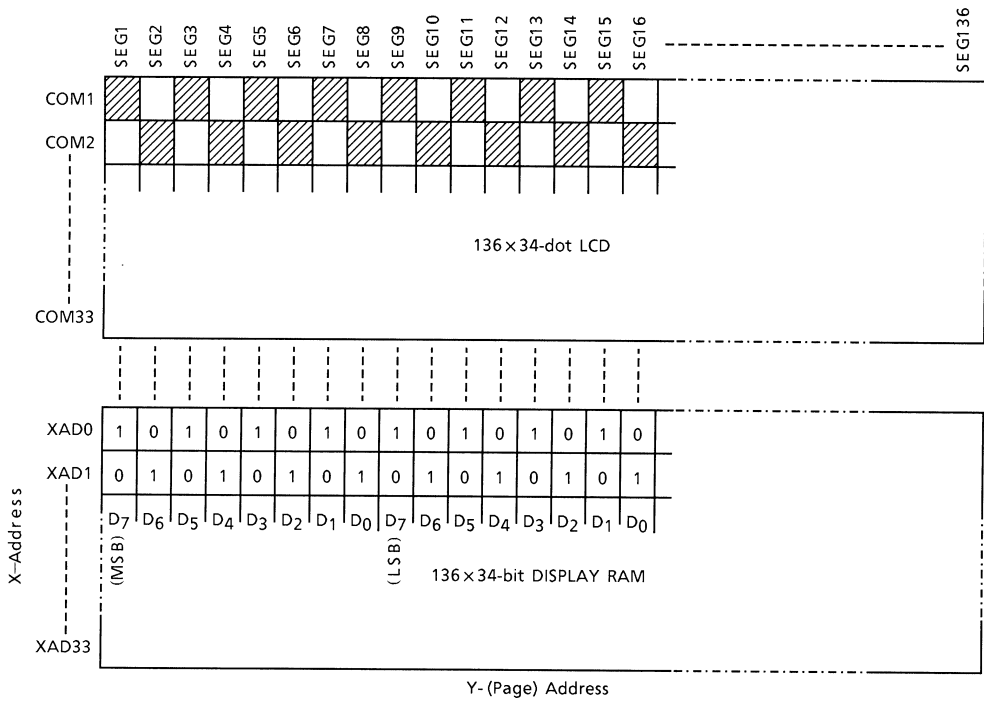 SEG1 SEG2 SEG3 SEG4 SEG5 SEG6 SEG7 SEG8 SEG9 SEG10 SEG11 SEG12 SEG13 SEG14 SEG15 SEG16 SEG136
COM1
COM2
136×34-dot LCD
COM33
XAD0 1 0 1 0 1 0 1 0 1 0 1 0 1 0 1 0
XAD1 0 1 0 1 0 1 0 1 0 1 0 1 0 1 0 1
D7 D6 D5 D4 D3 D2 D1 D0 D7 D6 D5 D4 D3 D2 D1 D0
(MSB) (LSB) 136×34-bit DISPLAY RAM
X-Address
XAD33
Y-(Page) Address